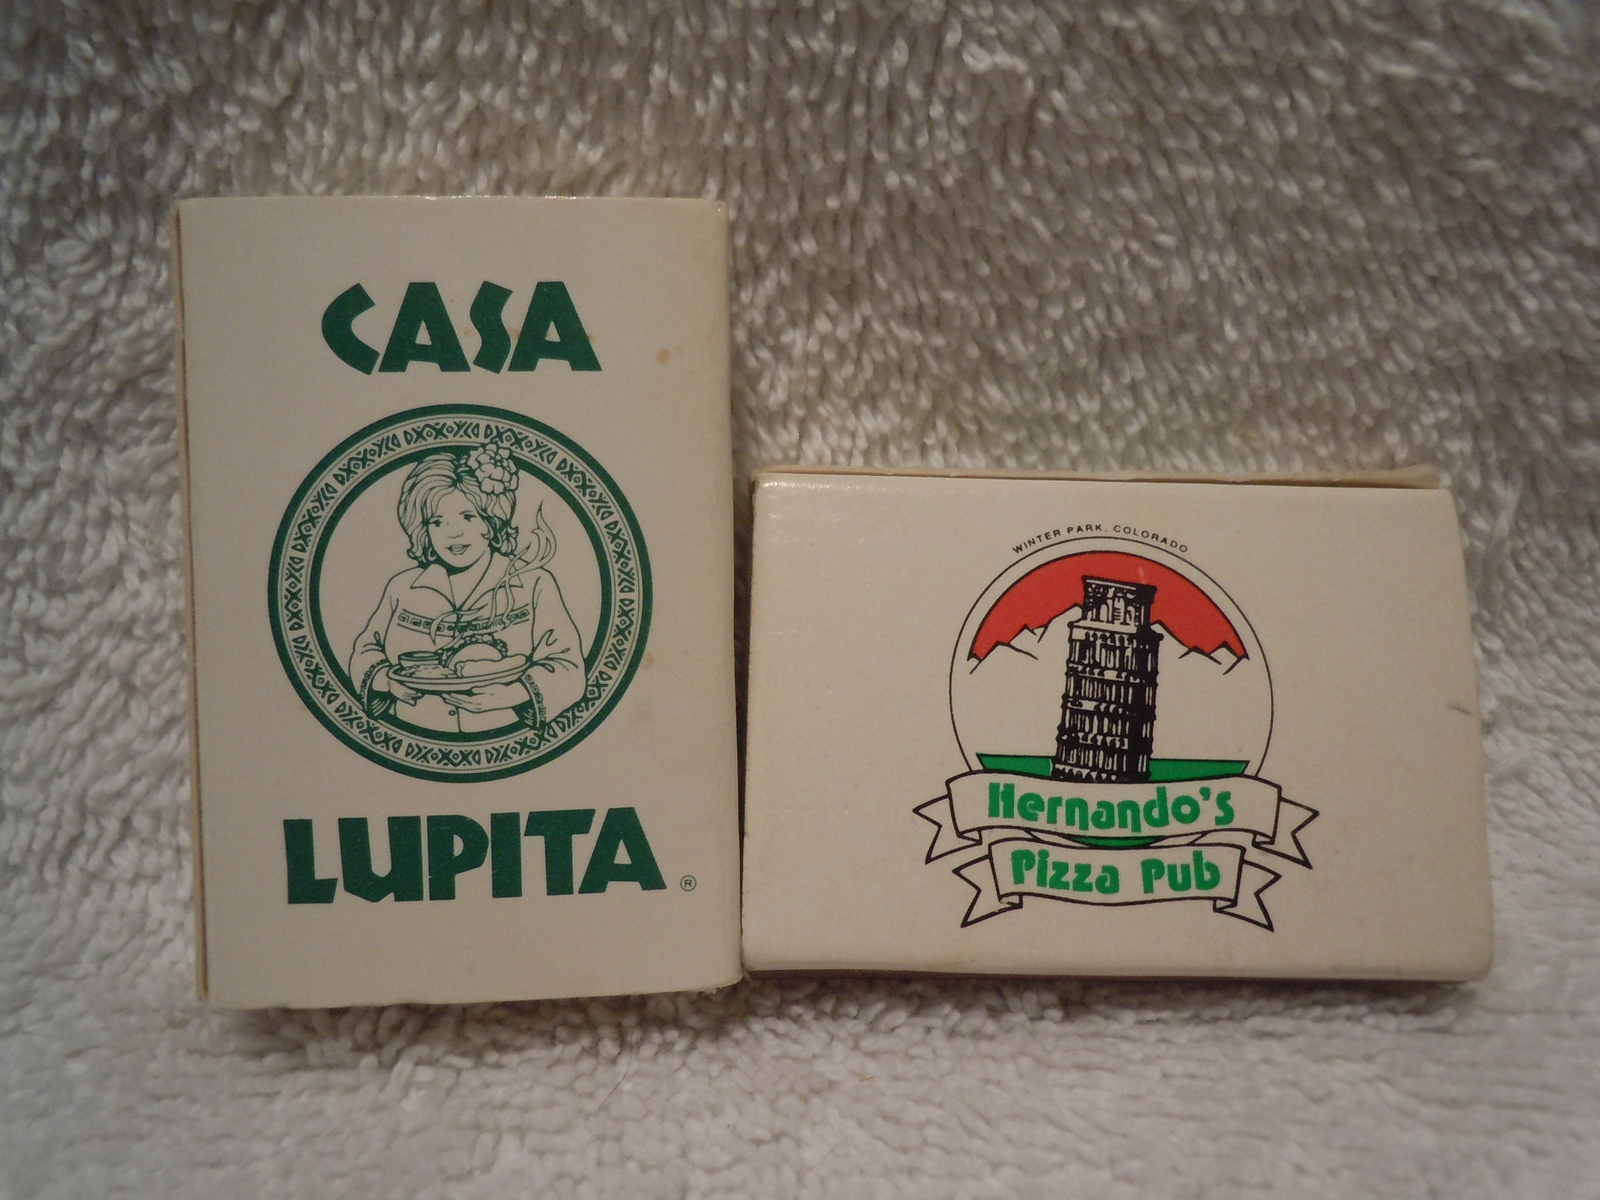 CASA
LUPITA
®
WINTER PARK, COLORADO
Hernando's
Pizza Pub